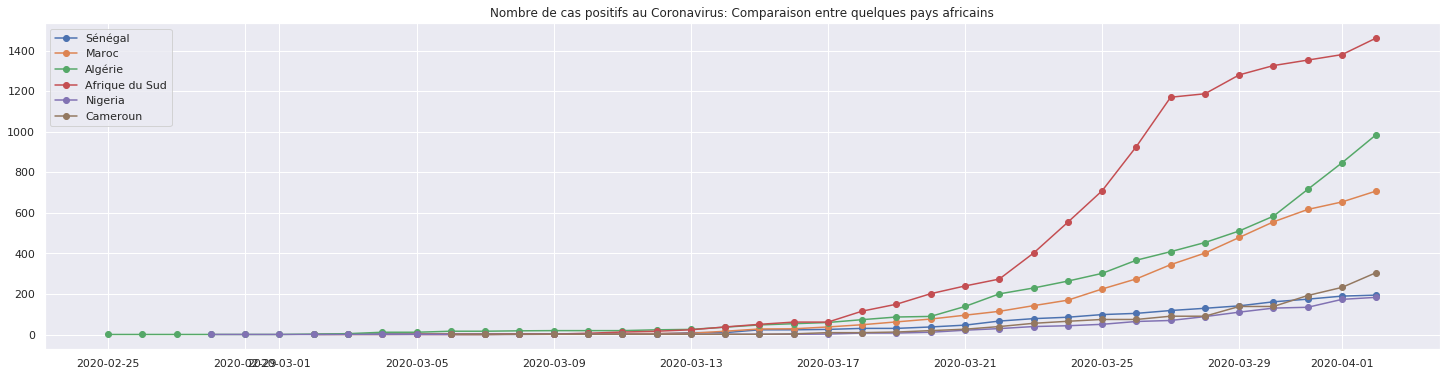 Nombre de cas positifs au Coronavirus: Comparaison entre quelques pays africains
Sénégal
Maroc
Algérie
Afrique du Sud
Nigeria
Cameroun
1400
1200
1000
800
600
400
200
0
2020-02-25
2020-02-29
2020-03-01
2020-03-05
2020-03-09
2020-03-13
2020-03-17
2020-03-21
2020-03-25
2020-03-29
2020-04-01